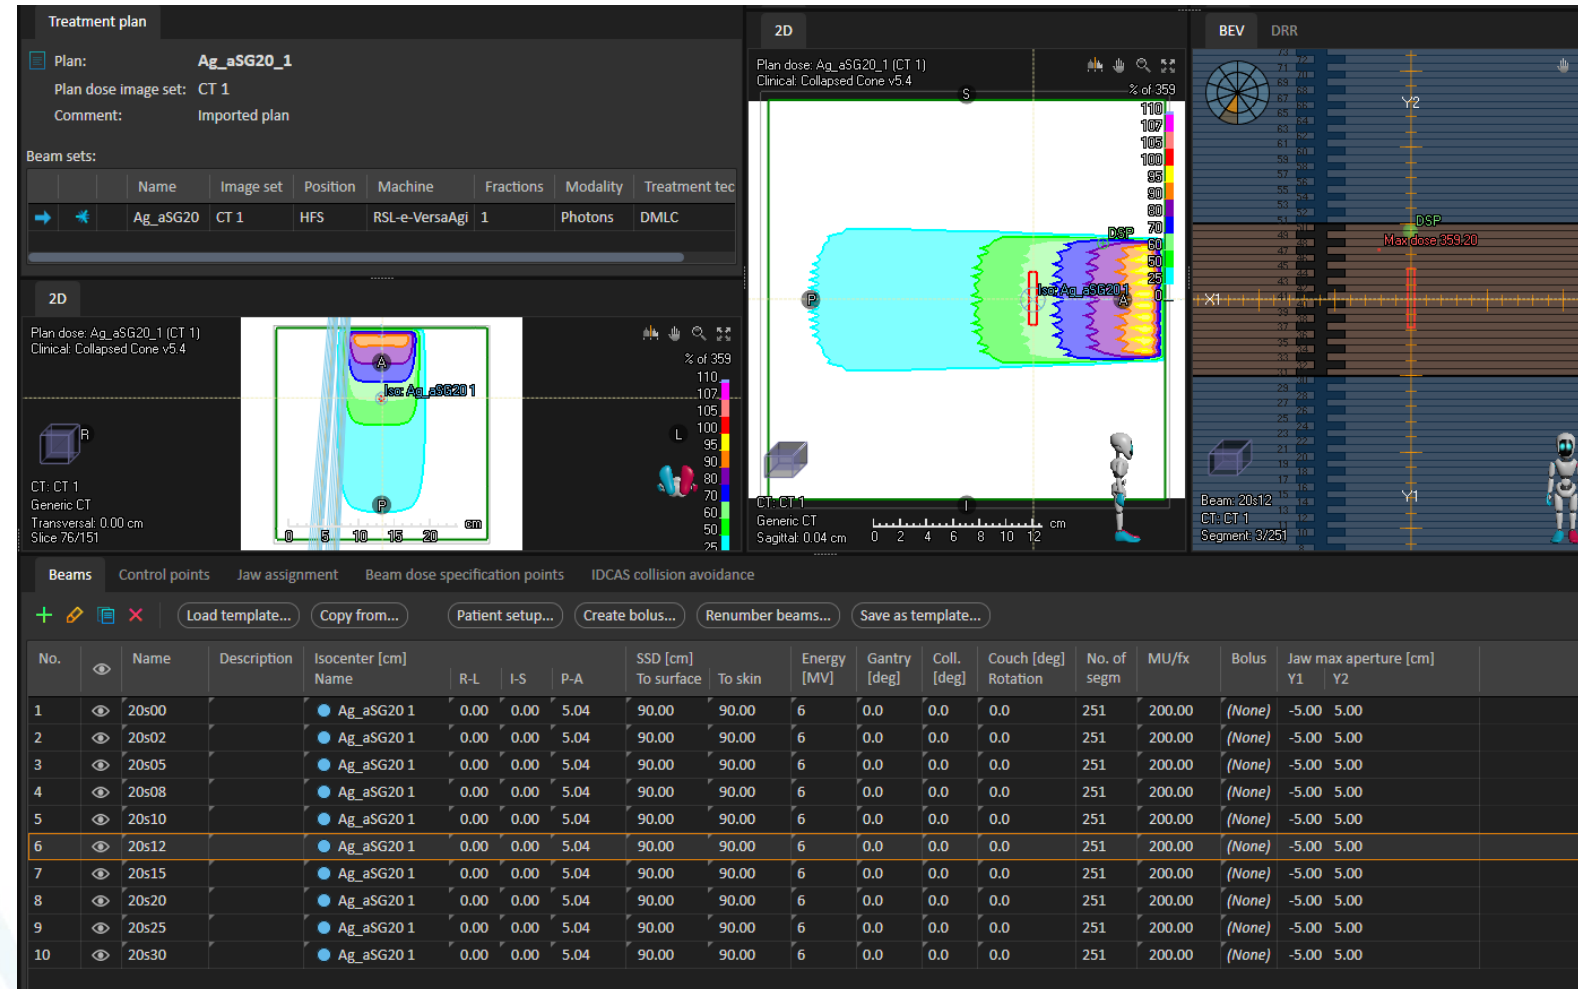 Treatment plan
Plan: Ag_aSG20_1
Plan dose image set: CT 1
Comment: Imported plan
Beam sets:
Name Image set Position Machine Fractions Modality Treatment tec
Ag_aSG20 CT 1 HFS RSL-e-VersaAgi 1 Photons DMLC
2D
Plan dose: Ag_aSG20_1 (CT 1)
Clinical: Collapsed Cone v5.4
% of 359
110
107
105
100
95
90
80
70
60
50
25
A
Iso: Ag_aSG20 1
R
L
P
CT: CT 1
Generic CT
Transversal: 0.00 cm
Slice 76/151
0 5 10 15 20 cm
2D
Plan dose: Ag_aSG20_1 (CT 1)
Clinical: Collapsed Cone v5.4
% of 359
110
107
105
100
95
90
80
70
60
50
25
0
S
DSP
Iso: Ag_aSG20 1
P
A
I
CT: CT 1
Generic CT
Sagittal: 0.04 cm
0 2 4 6 8 10 12 cm
BEV DRR
Y2
DSP
Max dose 359.20
X1
Y1
Beam: 20s12
CT: CT 1
Segment: 3/251
Beams Control points Jaw assignment Beam dose specification points IDCAS collision avoidance
Load template... Copy from... Patient setup... Create bolus... Renumber beams... Save as template...
No. Name Description Isocenter [cm] SSD [cm] Energy Gantry Coll. Couch [deg] No. of MU/fx Bolus Jaw max aperture [cm]
Name R-L I-S P-A To surface To skin [MV] [deg] [deg] Rotation segm Y1 Y2
1 20s00 Ag_aSG20 1 0.00 0.00 5.04 90.00 90.00 6 0.0 0.0 0.0 251 200.00 (None) -5.00 5.00
2 20s02 Ag_aSG20 1 0.00 0.00 5.04 90.00 90.00 6 0.0 0.0 0.0 251 200.00 (None) -5.00 5.00
3 20s05 Ag_aSG20 1 0.00 0.00 5.04 90.00 90.00 6 0.0 0.0 0.0 251 200.00 (None) -5.00 5.00
4 20s08 Ag_aSG20 1 0.00 0.00 5.04 90.00 90.00 6 0.0 0.0 0.0 251 200.00 (None) -5.00 5.00
5 20s10 Ag_aSG20 1 0.00 0.00 5.04 90.00 90.00 6 0.0 0.0 0.0 251 200.00 (None) -5.00 5.00
6 20s12 Ag_aSG20 1 0.00 0.00 5.04 90.00 90.00 6 0.0 0.0 0.0 251 200.00 (None) -5.00 5.00
7 20s15 Ag_aSG20 1 0.00 0.00 5.04 90.00 90.00 6 0.0 0.0 0.0 251 200.00 (None) -5.00 5.00
8 20s20 Ag_aSG20 1 0.00 0.00 5.04 90.00 90.00 6 0.0 0.0 0.0 251 200.00 (None) -5.00 5.00
9 20s25 Ag_aSG20 1 0.00 0.00 5.04 90.00 90.00 6 0.0 0.0 0.0 251 200.00 (None) -5.00 5.00
10 20s30 Ag_aSG20 1 0.00 0.00 5.04 90.00 90.00 6 0.0 0.0 0.0 251 200.00 (None) -5.00 5.00